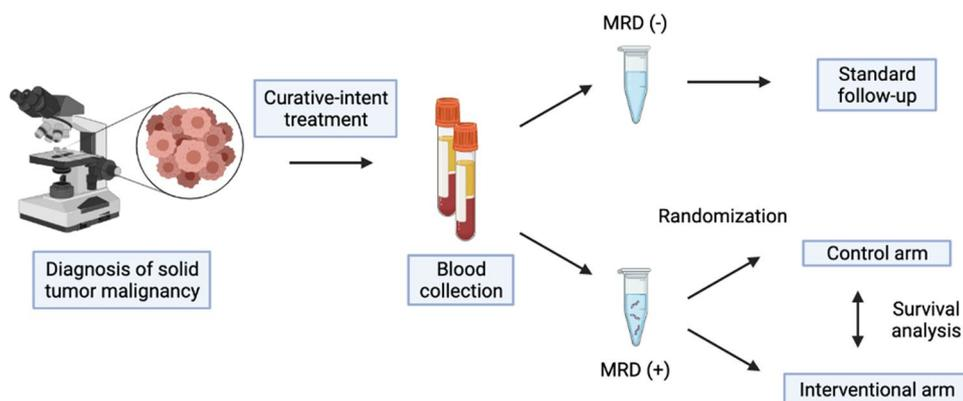 MRD (-)
Curative-intent
treatment
Standard
follow-up
Randomization
Diagnosis of solid
tumor malignancy
Blood
collection
Control arm
Survival
analysis
MRD (+)
Interventional arm